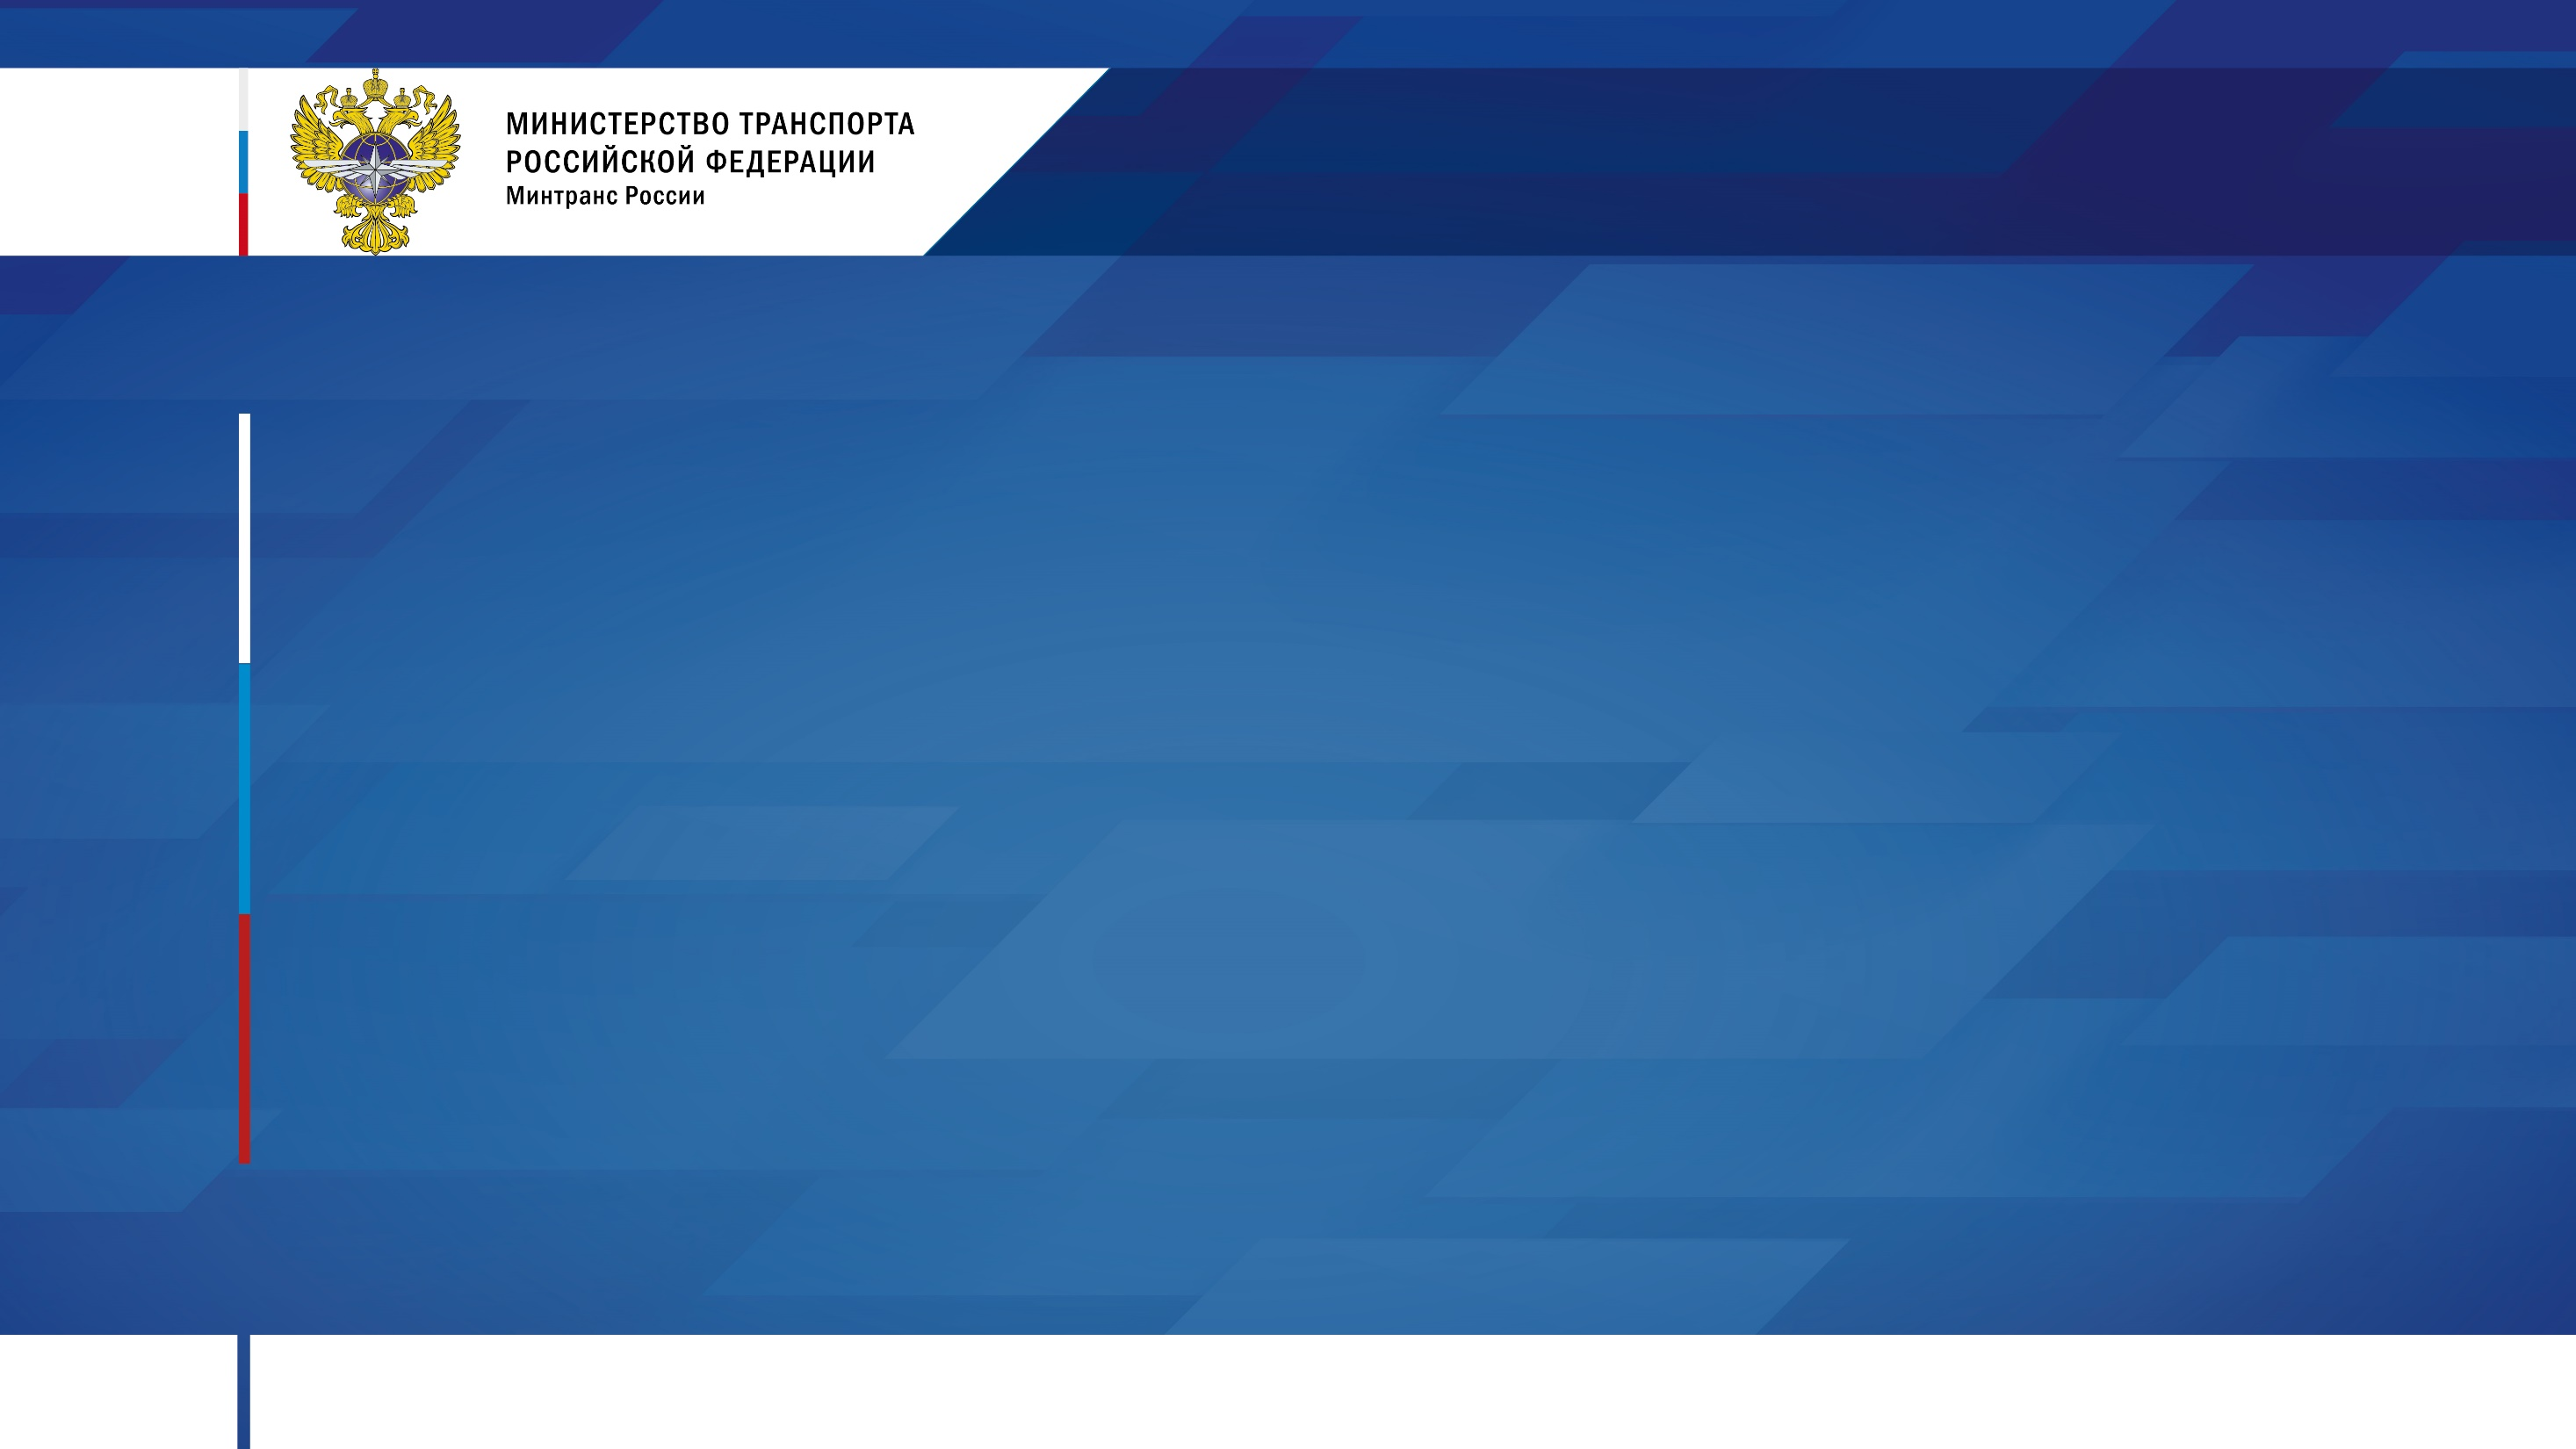 МИНИСТЕРСТВО ТРАНСПОРТА
РОССИЙСКОЙ ФЕДЕРАЦИИ
Минтранс России